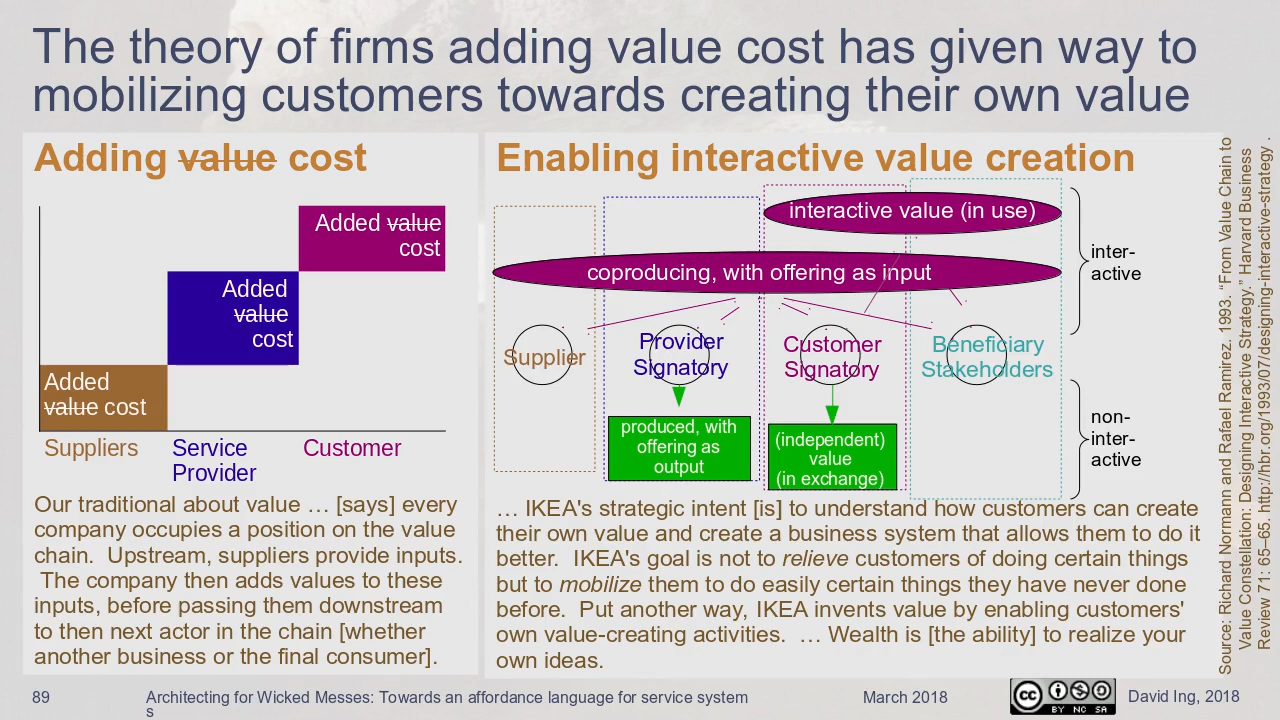 The theory of firms adding value cost has given way to
mobilizing customers towards creating their own value
Adding value cost
Added value
cost
Added
value
cost
Added
value cost
Suppliers
Service
Provider
Customer
Our traditional about value … [says] every
company occupies a position on the value
chain.  Upstream, suppliers provide inputs.
The company then adds values to these
inputs, before passing them downstream
to then next actor in the chain [whether
another business or the final consumer].
Enabling interactive value creation
interactive value (in use)
coproducing, with offering as input
inter-
active
Supplier
Provider
Signatory
Customer
Signatory
Beneficiary
Stakeholders
produced, with
offering as
output
(independent)
value
(in exchange)
non-
inter-
active
… IKEA's strategic intent [is] to understand how customers can create
their own value and create a business system that allows them to do it
better.  IKEA's goal is not to relieve customers of doing certain things
but to mobilize them to do easily certain things they have never done
before.  Put another way, IKEA invents value by enabling customers'
own value-creating activities.  … Wealth is [the ability] to realize your
own ideas.
Source: Richard Normann and Rafael Ramirez. 1993. “From Value Chain to
Value Constellation: Designing Interactive Strategy.” Harvard Business
Review 71: 65–65. http://hbr.org/1993/07/designing-interactive-strategy .
89
Architecting for Wicked Messes: Towards an affordance language for service system
s
March 2018
cc
BY NC SA
David Ing, 2018